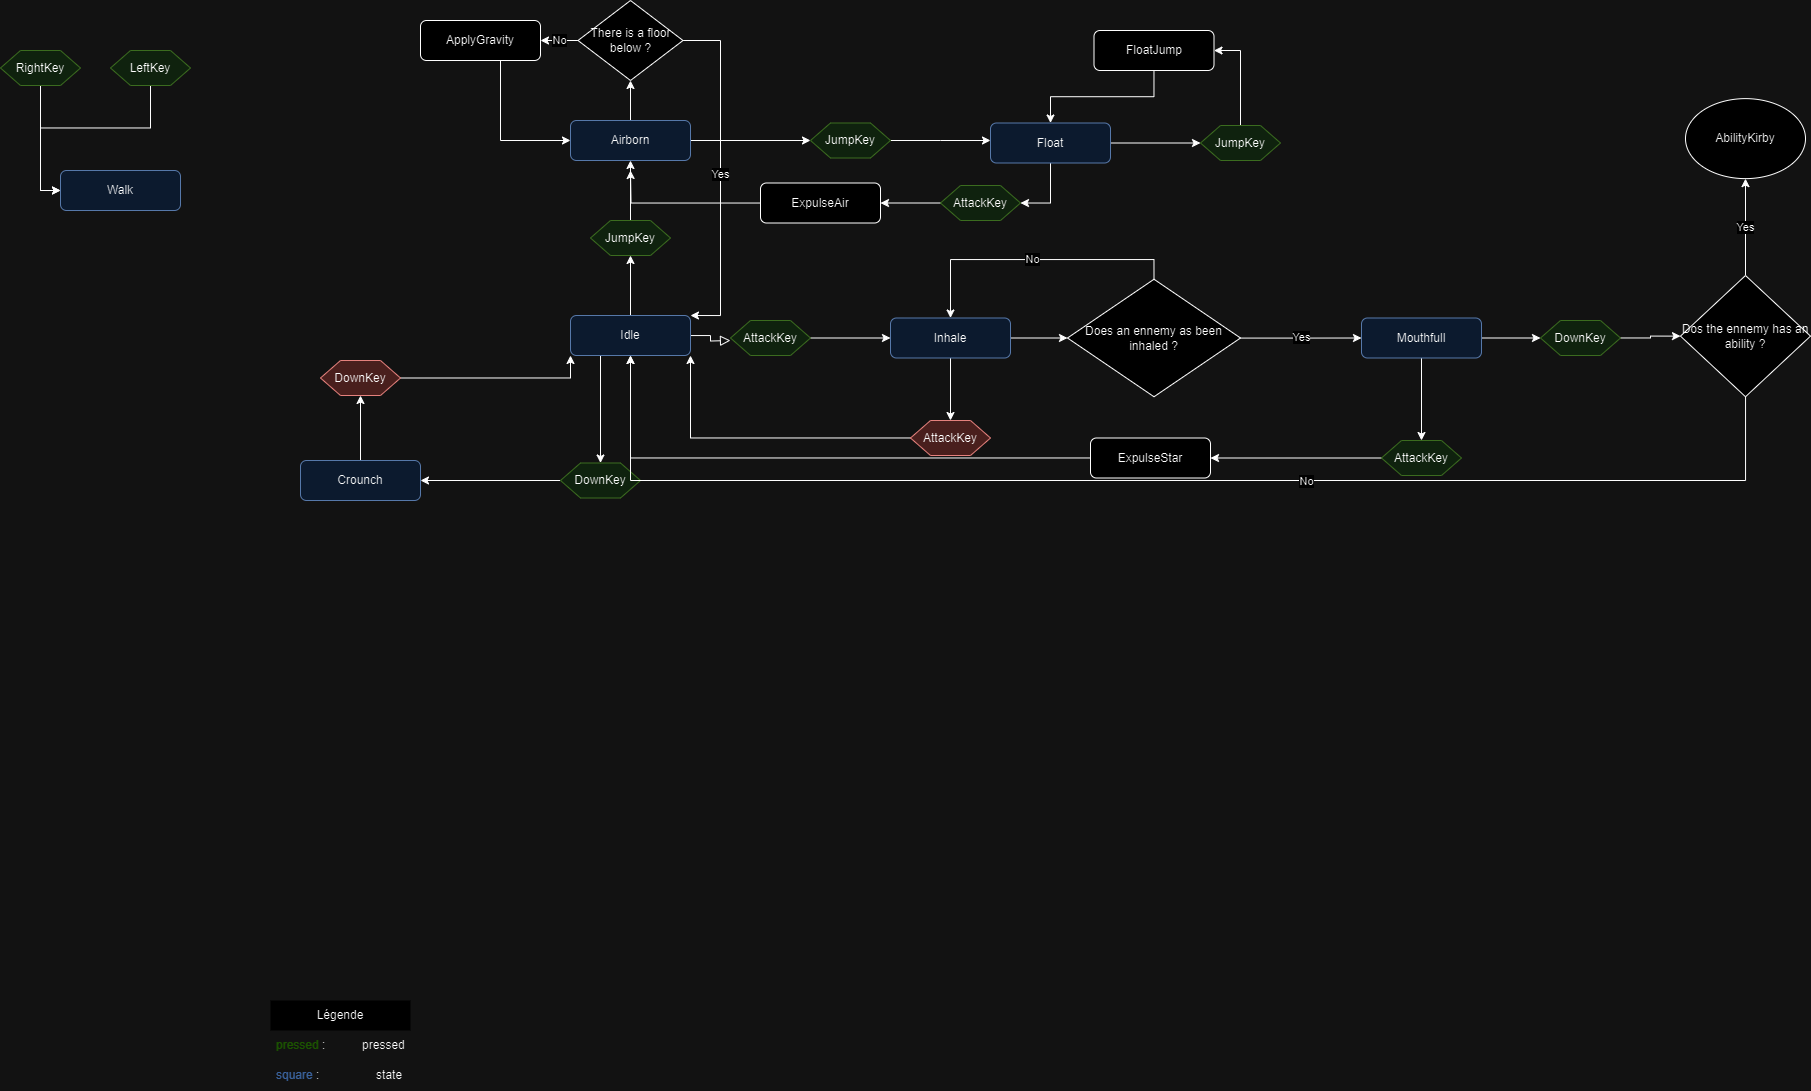 There is a floor
below ?
ApplyGravity
No
FloatJump
RightKey
LeftKey
Airborn
JumpKey
Float
JumpKey
AbilityKirby
Yes
Walk
ExpulseAir
AttackKey
Yes
JumpKey
No
Idle
AttackKey
Inhale
Does an ennemy as been
inhaled ?
Yes
Mouthfull
DownKey
Dos the ennemy has an
ability ?
DownKey
AttackKey
ExpulseStar
AttackKey
Crounch
DownKey
No
Légende
pressed : pressed
square : state